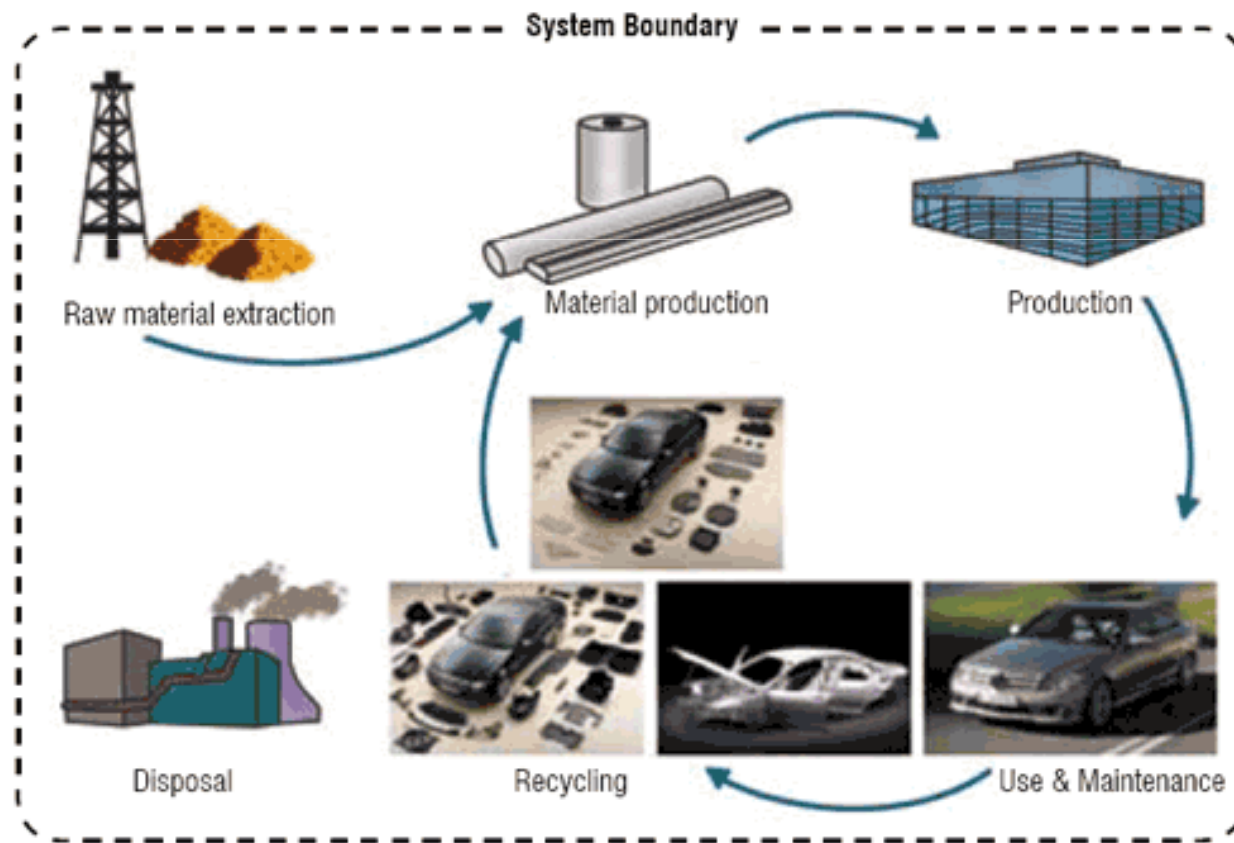 System Boundary
Raw material extraction
Material production
Production
Disposal
Recycling
Use & Maintenance